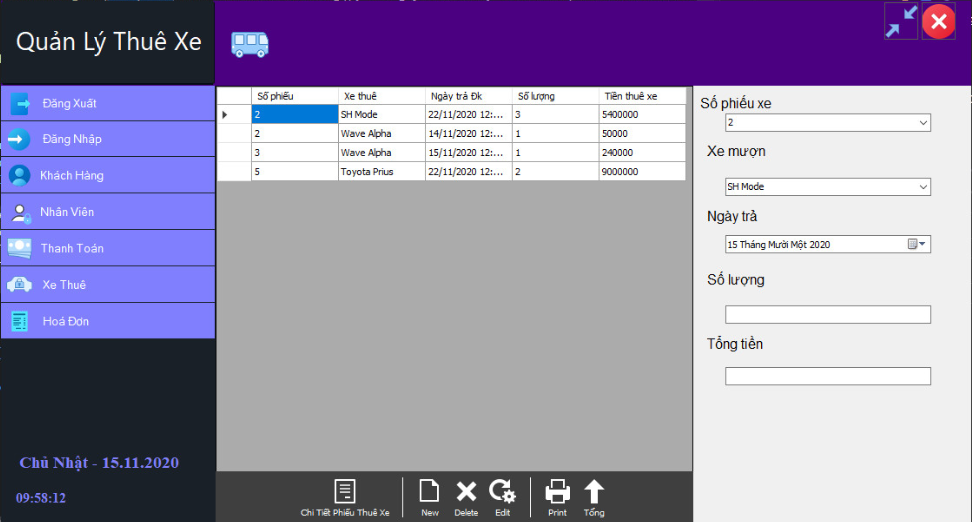 Quản Lý Thuê Xe
Đăng Xuất
Đăng Nhập
Khách Hàng
Nhân Viên
Thanh Toán
Xe Thuê
Hoá Đơn
Chủ Nhật - 15.11.2020
09:58:12
Số phiếu Xe thuê Ngày trả Đk Số lượng Tiền thuê xe
2 SH Mode 22/11/2020 12:... 3 5400000
2 Wave Alpha 14/11/2020 12:... 1 50000
3 Wave Alpha 15/11/2020 12:... 1 240000
5 Toyota Prius 22/11/2020 12:... 2 9000000
Chi Tiết Phiếu Thuê Xe New Delete Edit Print Tổng
Số phiếu xe
2
Xe mượn
SH Mode
Ngày trả
15 Tháng Mười Một 2020
Số lượng
Tổng tiền